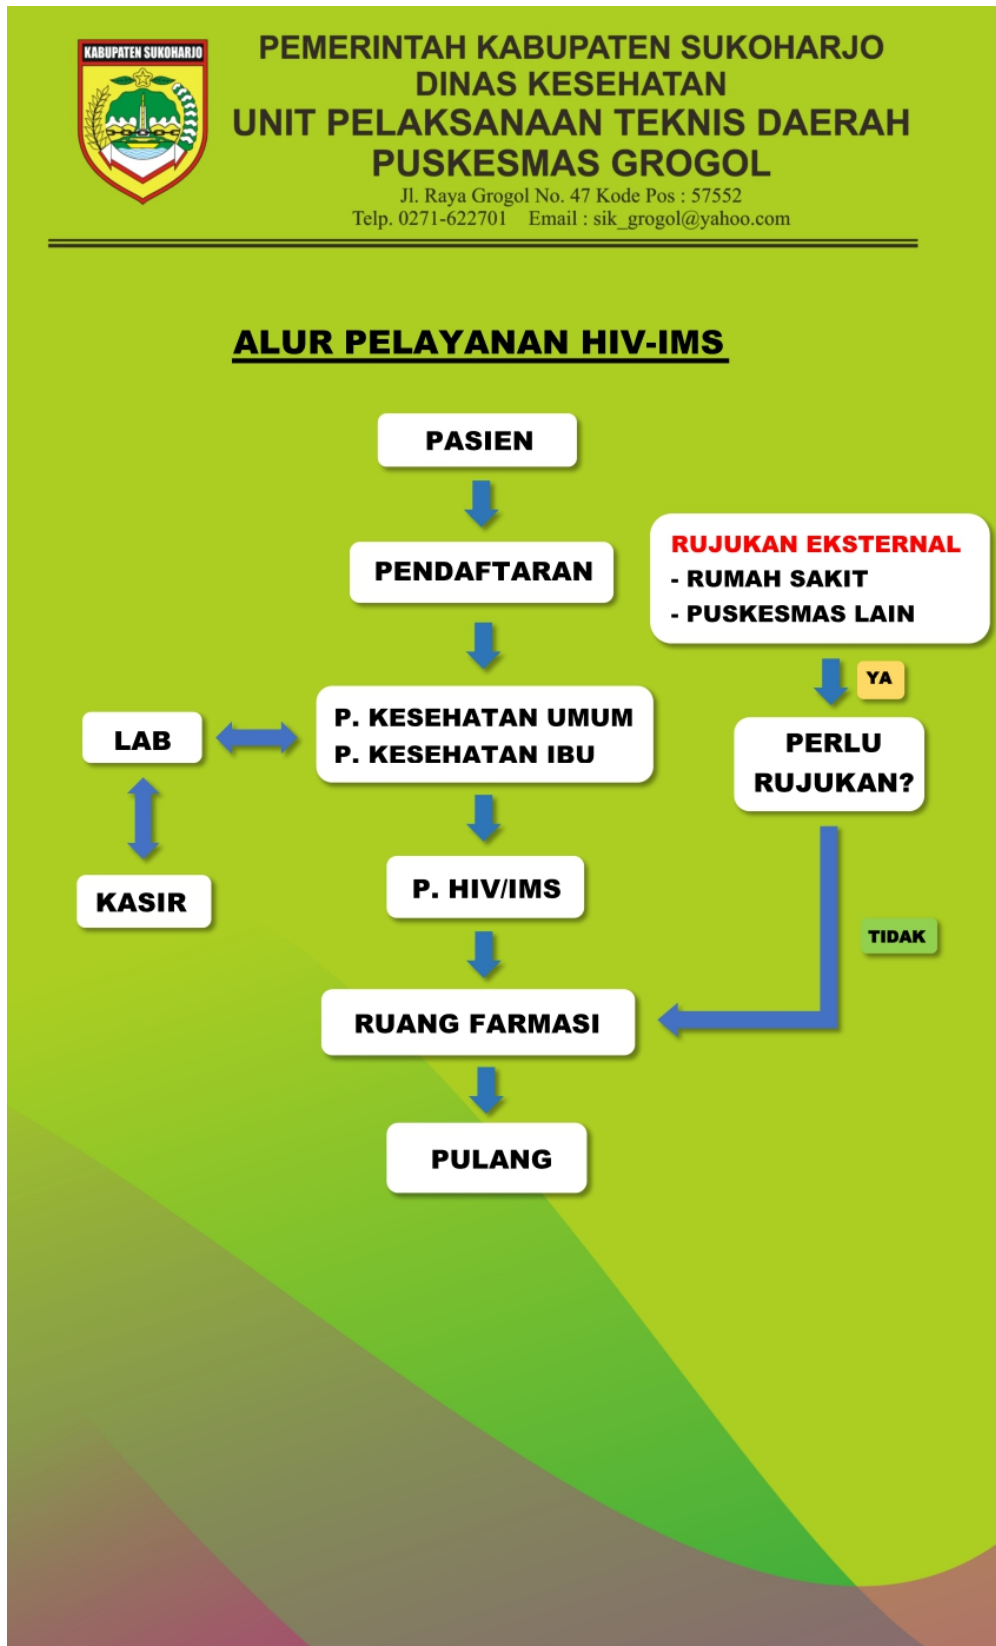 KABUPATEN SUKOHARJO
PEMERINTAH KABUPATEN SUKOHARJO
DINAS KESEHATAN
UNIT PELAKSANAAN TEKNIS DAERAH
PUSKESMAS GROGOL
Jl. Raya Grogol No. 47 Kode Pos : 57552
Telp. 0271-622701 Email : sik_grogol@yahoo.com
ALUR PELAYANAN HIV-IMS
PASIEN
PENDAFTARAN
RUJUKAN EKSTERNAL
- RUMAH SAKIT
- PUSKESMAS LAIN
YA
P. KESEHATAN UMUM
P. KESEHATAN IBU
LAB
PERLU
RUJUKAN?
P. HIV/IMS
KASIR
TIDAK
RUANG FARMASI
PULANG